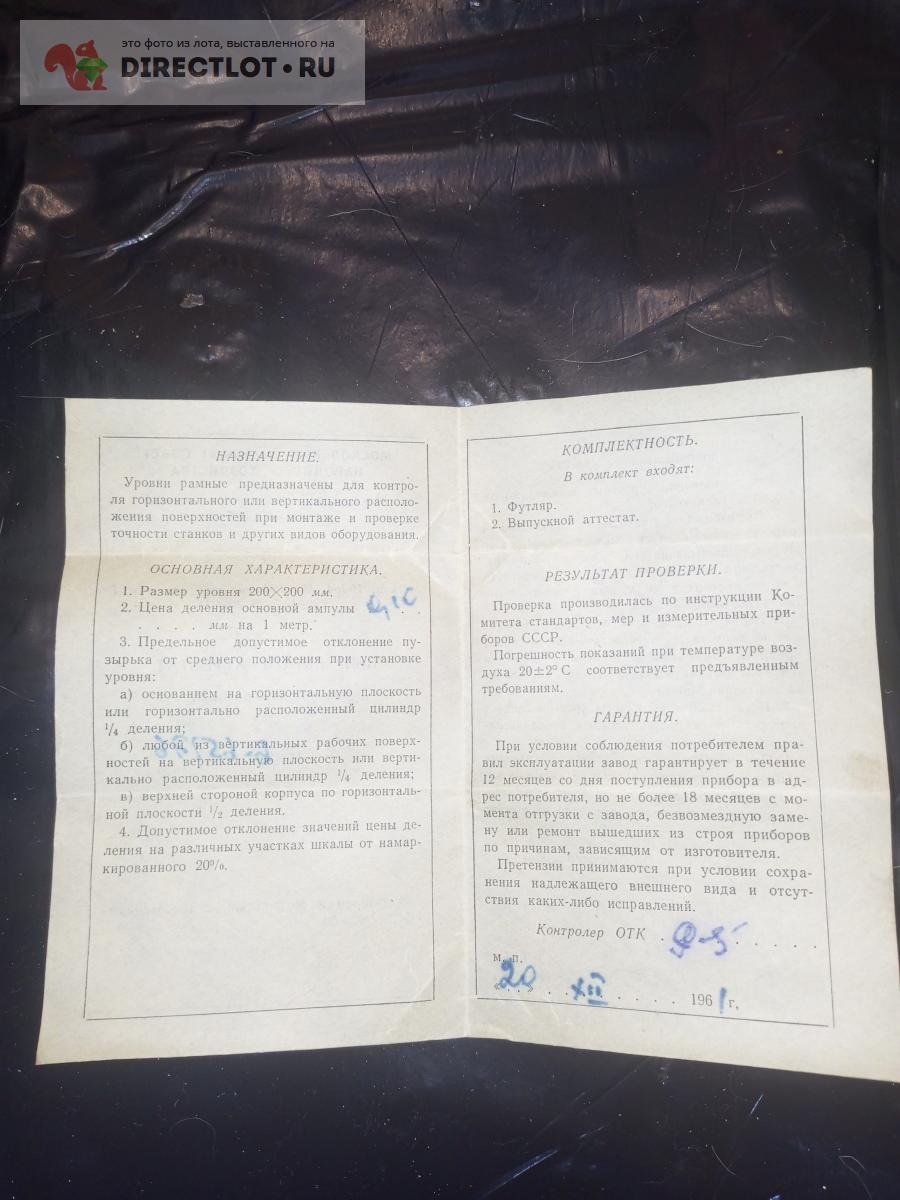 это фото из лота, выставленного на
DIRECTLOT•RU
НАЗНАЧЕНИЕ.
Уровни рамные предназначены для контро-
ля горизонтального или вертикального располо-
жения поверхностей при монтаже и проверке
точности станков и других видов оборудования.
ОСНОВНАЯ ХАРАКТЕРИСТИКА.
1. Размер уровня 200×200 мм.
2. Цена деления основной ампулы 0,10 . .
. . . . мм на 1 метр.
3. Предельное допустимое отклонение пу-
зырька от среднего положения при установке
уровня:
а) основанием на горизонтальную плоскость
или горизонтально расположенный цилиндр
¼ деления;
б) любой из вертикальных рабочих поверх-
ностей на вертикальную плоскость или верти-
кально расположенный цилиндр ¼ деления;
в) верхней стороной корпуса по горизонталь-
ной плоскости ½ деления.
4. Допустимое отклонение значений цены де-
ления на различных участках шкалы от намар-
кированного 20%.
КОМПЛЕКТНОСТЬ.
В комплект входят:
1. Футляр.
2. Выпускной аттестат.
РЕЗУЛЬТАТ ПРОВЕРКИ.
Проверка производилась по инструкции Ко-
митета стандартов, мер и измерительных при-
боров СССР.
Погрешность показаний при температуре воз-
духа 20±2° С соответствует предъявленным
требованиям.
ГАРАНТИЯ.
При условии соблюдения потребителем пра-
вил эксплуатации завод гарантирует в течение
12 месяцев со дня поступления прибора в ад-
рес потребителя, но не более 18 месяцев с мо-
мента отгрузки с завода, безвозмездную заме-
ну или ремонт вышедших из строя приборов
по причинам, зависящим от изготовителя.
Претензии принимаются при условии сохра-
нения надлежащего внешнего вида и отсут-
ствия каких-либо исправлений.
Контролер ОТК . . . . . .
м. п.
«20» . . XII . . . . . 1961 г.